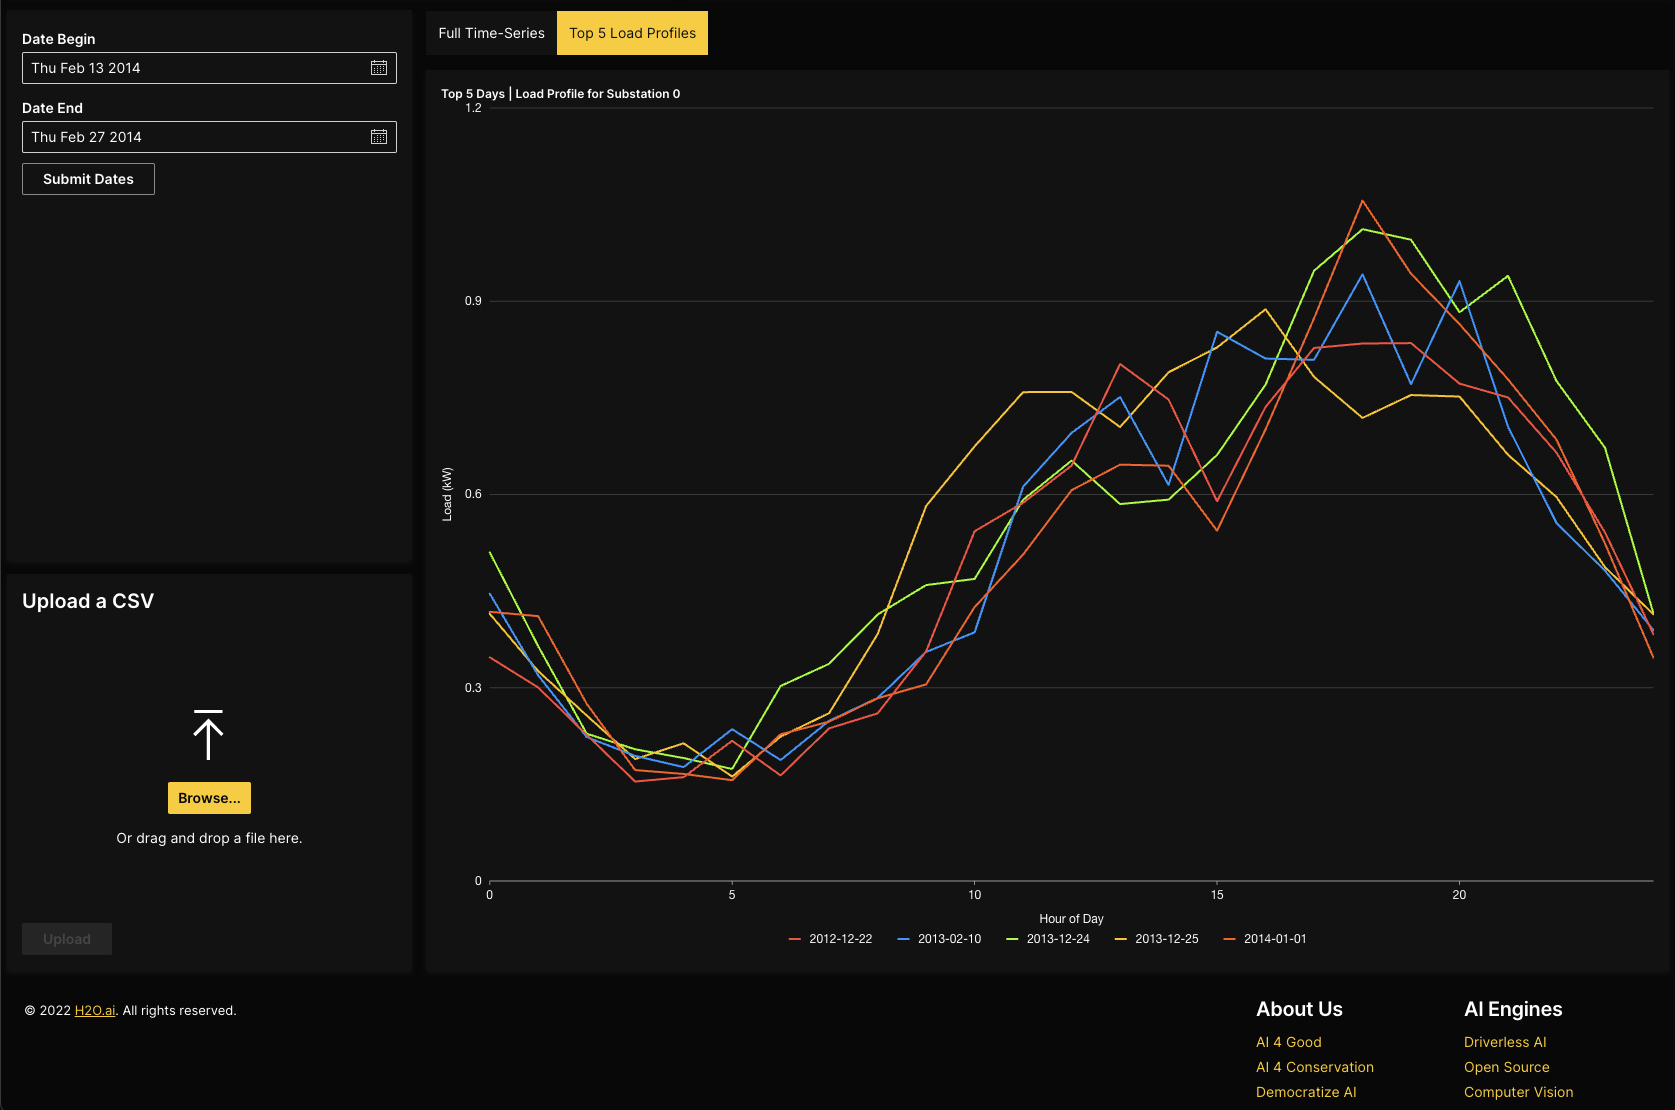 Date Begin
Thu Feb 13 2014
Date End
Thu Feb 27 2014
Submit Dates
Upload a CSV
Browse...
Or drag and drop a file here.
Upload
Full Time-Series
Top 5 Load Profiles
Top 5 Days | Load Profile for Substation 0
1.2
0.9
0.6
0.3
0
Load (kW)
0 5 10 15 20
Hour of Day
2012-12-22 2013-02-10 2013-12-24 2013-12-25 2014-01-01
© 2022 H2O.ai. All rights reserved.
About Us
AI 4 Good
AI 4 Conservation
Democratize AI
AI Engines
Driverless AI
Open Source
Computer Vision